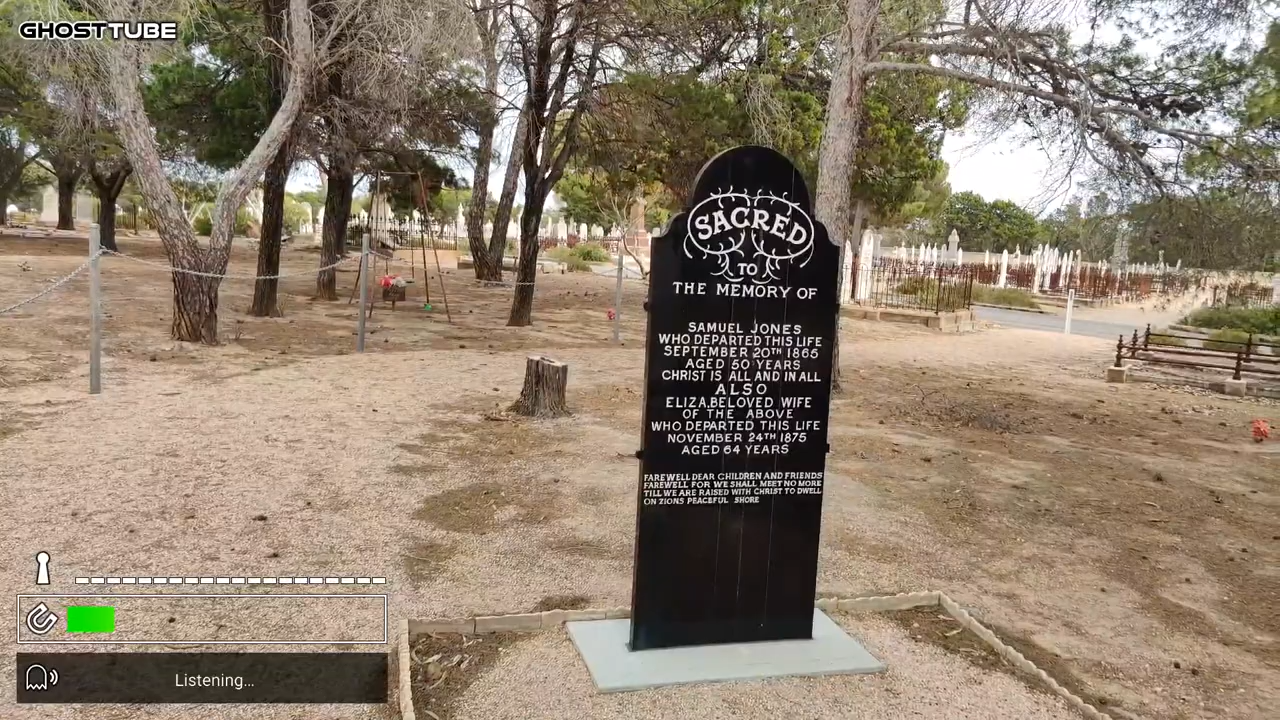 GHOSTTUBE
SACRED
TO
THE MEMORY OF
SAMUEL JONES
WHO DEPARTED THIS LIFE
SEPTEMBER 20TH 1865
AGED 50 YEARS
CHRIST IS ALL AND IN ALL
ALSO
ELIZA,BELOVED WIFE
OF THE ABOVE
WHO DEPARTED THIS LIFE
NOVEMBER 24TH 1875
AGED 64 YEARS
FAREWELL DEAR CHILDREN AND FRIENDS
FAREWELL FOR WE SHALL MEET NO MORE
TILL WE ARE RAISED WITH CHRIST TO DWELL
ON ZIONS PEACEFUL SHORE
Listening...